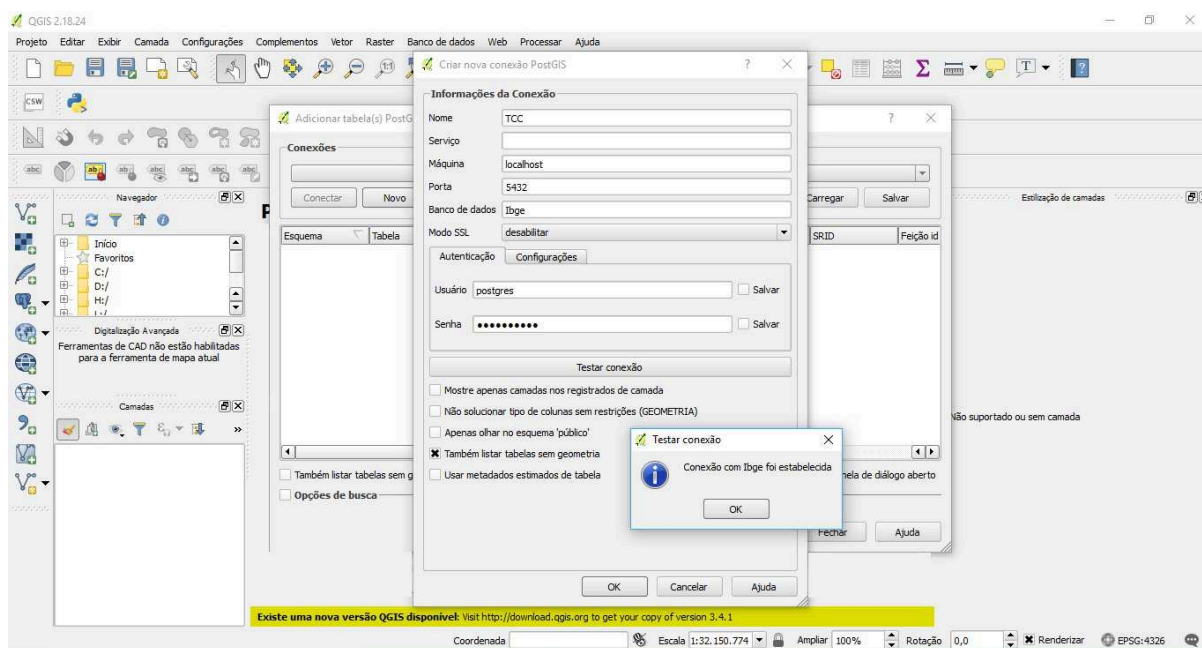 QGIS 2.18.24
Projeto Editar Exibir Camada Configurações Complementos Vetor Raster Banco de dados Web Processar Ajuda
CSW
abc ab abc abc abc abc abc
Navegador
Início
Favoritos
C:/
D:/
H:/
Digitalização Avançada
Ferramentas de CAD não estão habilitadas
para a ferramenta de mapa atual
Camadas
»
Adicionar tabela(s) PostG
Conexões
Conectar Novo
Carregar Salvar
Esquema Tabela
SRID Feição id
Também listar tabelas sem g
nela de diálogo aberto
Opções de busca
Fechar Ajuda
Criar nova conexão PostGIS
Informações da Conexão
Nome TCC
Serviço
Máquina localhost
Porta 5432
Banco de dados Ibge
Modo SSL desabilitar
Autenticação Configurações
Usuário postgres Salvar
Senha ●●●●●●●●●● Salvar
Testar conexão
Mostre apenas camadas nos registrados de camada
Não solucionar tipo de colunas sem restrições (GEOMETRIA)
Apenas olhar no esquema 'público'
Também listar tabelas sem geometria
Usar metadados estimados de tabela
OK Cancelar Ajuda
Testar conexão
Conexão com Ibge foi estabelecida
OK
Estilização de camadas
Não suportado ou sem camada
Existe uma nova versão QGIS disponível: Visit http://download.qgis.org to get your copy of version 3.4.1
Coordenada Escala 1:32.150.774 Ampliar 100% Rotação 0,0 Renderizar EPSG:4326